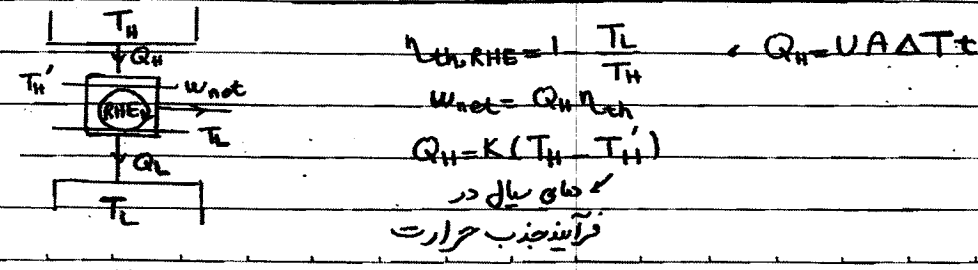 T_H
Q_H
T_H'
W_net
RHE
T_L
Q_L
T_L
η_th,RHE = 1 - T_L/T_H ، Q_H = UAΔTt
W_net = Q_H η_th
Q_H = K(T_H - T_H')
دمای سیال در
فرآیند جذب حرارت